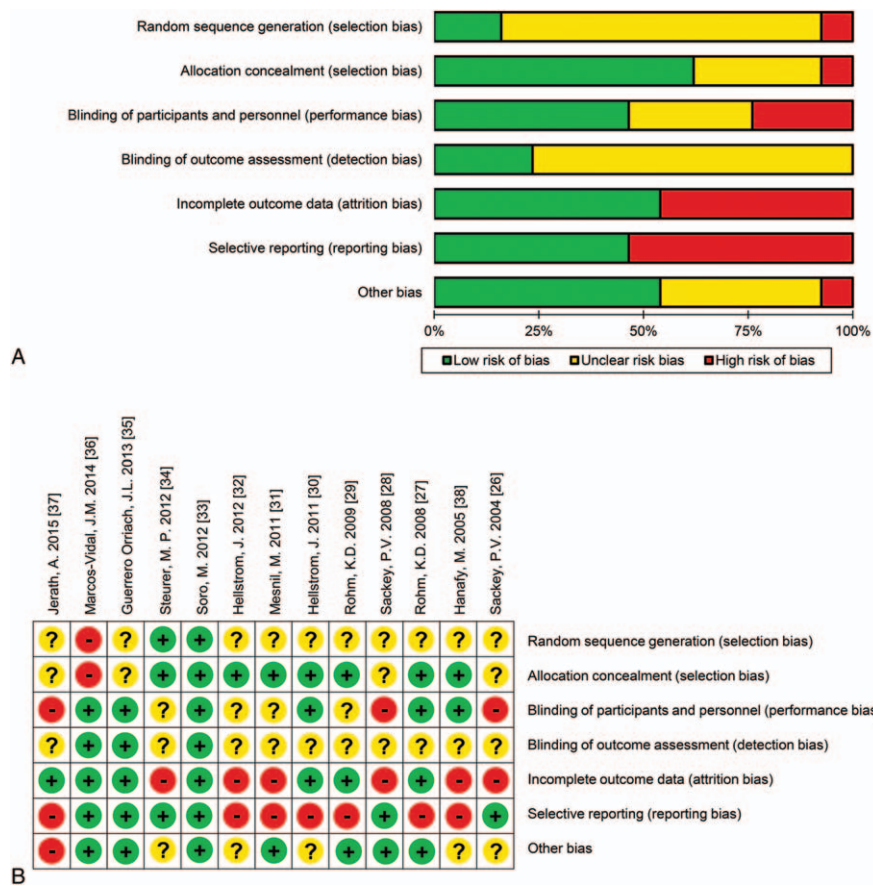 Random sequence generation (selection bias)
Allocation concealment (selection bias)
Blinding of participants and personnel (performance bias)
Blinding of outcome assessment (detection bias)
Incomplete outcome data (attrition bias)
Selective reporting (reporting bias)
Other bias
0% 25% 50% 75% 100%
A
Low risk of bias Unclear risk bias High risk of bias
Jerath, A. 2015 [37]
Marcos-Vidal, J.M. 2014 [36]
Guerrero Orriach, J.L. 2013 [35]
Steurer, M. P. 2012 [34]
Soro, M. 2012 [33]
Hellstrom, J. 2012 [32]
Mesnil, M. 2011 [31]
Hellstrom, J. 2011 [30]
Rohm, K.D. 2009 [29]
Sackey, P.V. 2008 [28]
Rohm, K.D. 2008 [27]
Hanafy, M. 2005 [38]
Sackey, P.V. 2004 [26]
? - ? + + ? ? ? ? ? ? ? ? Random sequence generation (selection bias)
? - ? + + + + + + ? + + ? Allocation concealment (selection bias)
- + + ? + ? ? + ? - + + - Blinding of participants and personnel (performance bias
? + + ? + ? ? ? ? ? ? ? ? Blinding of outcome assessment (detection bias)
+ + + - + - - + + - + - - Incomplete outcome data (attrition bias)
- + + + + - - - - + - - + Selective reporting (reporting bias)
- + + ? + ? + ? + + + ? ? Other bias
B